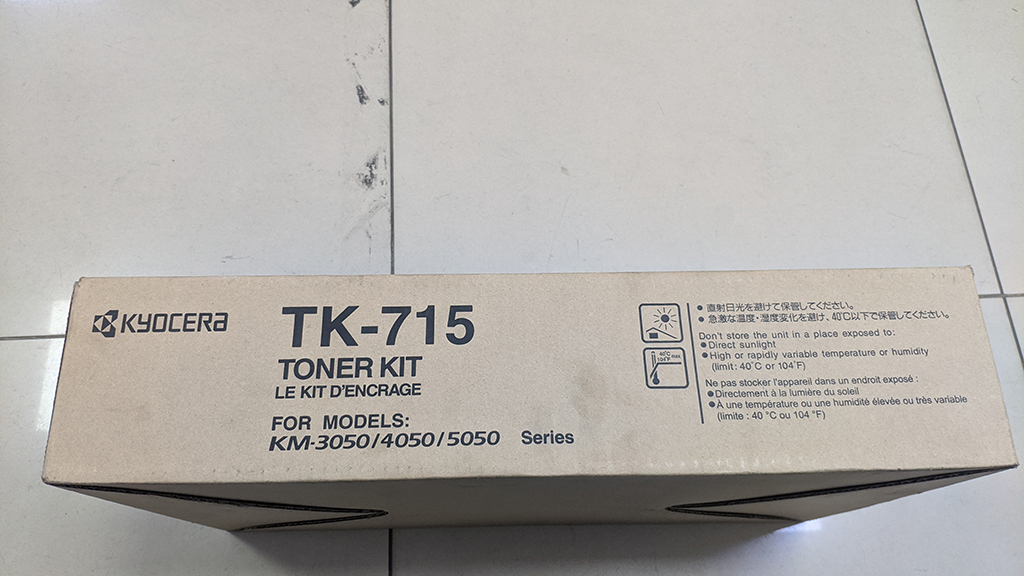 KYOCERA
TK-715
TONER KIT
LE KIT D'ENCRAGE
FOR MODELS:
KM-3050/4050/5050 Series
40°C max
104°F
● 直射日光を避けて保管してください。
● 急激な温度・湿度変化を避け、40℃以下で保管してください。
Don't store the unit in a place exposed to:
● Direct sunlight
● High or rapidly variable temperature or humidity
(limit: 40°C or 104°F)
Ne pas stocker l'appareil dans un endroit exposé :
● Directement à la lumière du soleil
● À une température ou une humidité élevée ou très variable
(limite : 40 °C ou 104 °F)